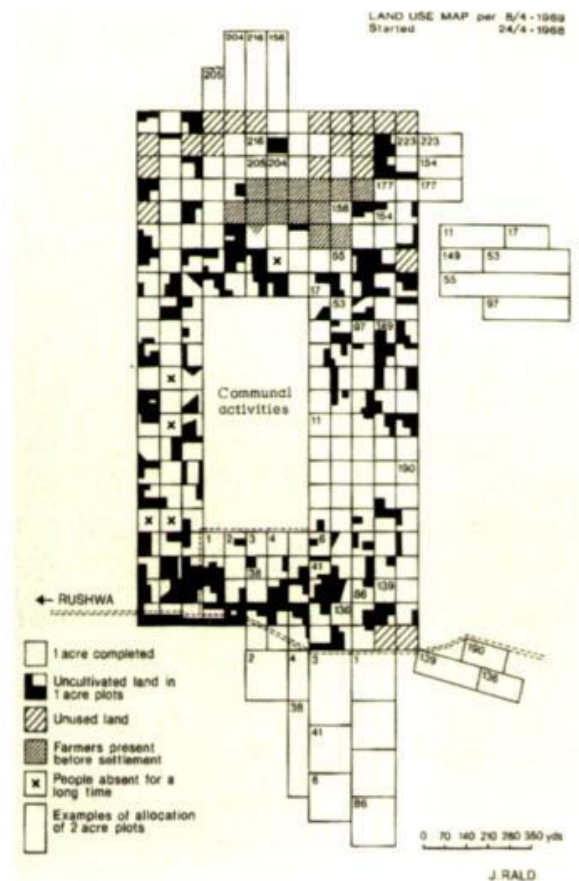 LAND USE MAP per 8/4-1969
Started 24/4-1968
204 216 156
205
216 223 223
205 204 154
177 177
156 154
55
11 17
149 53
55
97
17
53
97 149
Communal
activities
11
190
1 2 3 4 6
38 41
86 139
136
← RUSHWA
2 4 3 1
139 190 136
38
41
6
86
1 acre completed
Uncultivated land in
1 acre plots
Unused land
Farmers present
before settlement
People absent for a
long time
Examples of allocation
of 2 acre plots
0 70 140 210 280 350 yds
J. RALD